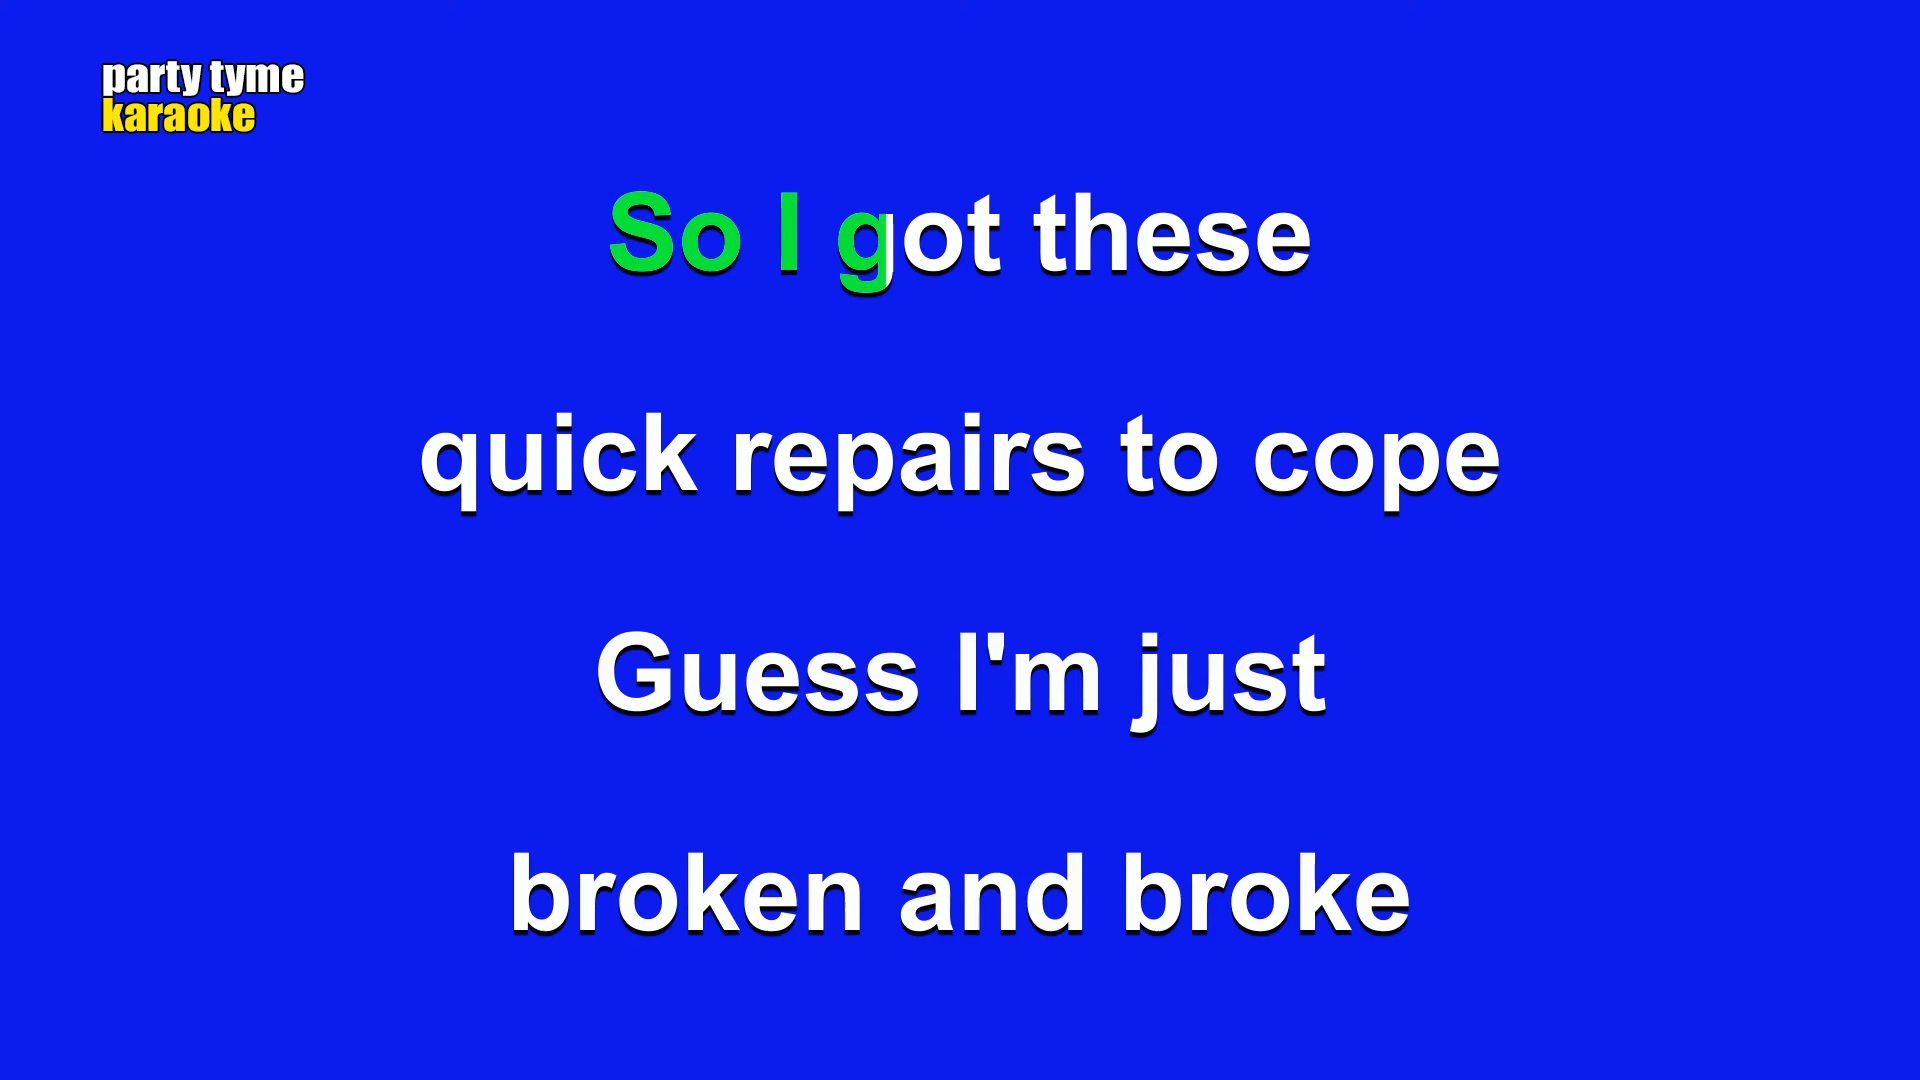 party tyme
karaoke
So I got these
quick repairs to cope
Guess I'm just
broken and broke